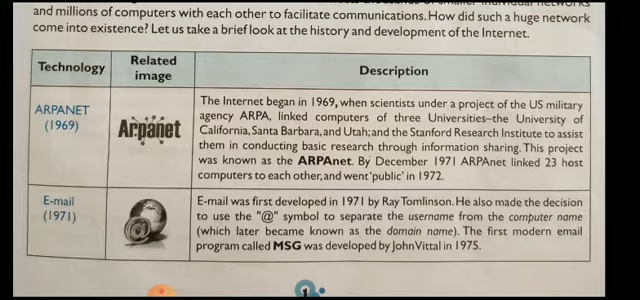 and millions of computers with each other to facilitate communications. How did such a huge network
come into existence? Let us take a brief look at the history and development of the Internet.
Technology
Related
image
Description
ARPANET
(1969)
Arpanet
The Internet began in 1969, when scientists under a project of the US military
agency ARPA, linked computers of three Universities–the University of
California, Santa Barbara, and Utah; and the Stanford Research Institute to assist
them in conducting basic research through information sharing. This project
was known as the ARPAnet. By December 1971 ARPAnet linked 23 host
computers to each other, and went 'public' in 1972.
E-mail
(1971)
@
E-mail was first developed in 1971 by Ray Tomlinson. He also made the decision
to use the "@" symbol to separate the username from the computer name
(which later became known as the domain name). The first modern email
program called MSG was developed by John Vittal in 1975.
1